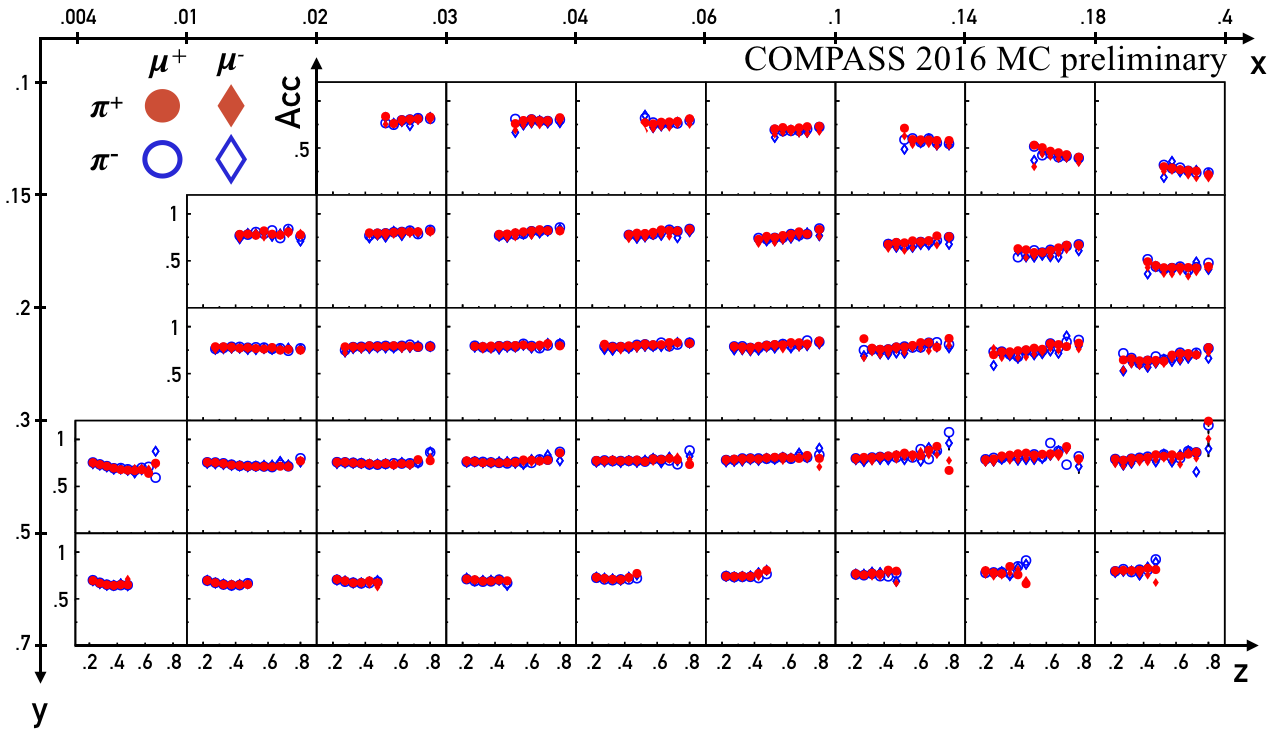 .004 .01 .02 .03 .04 .06 .1 .14 .18 .4
x
COMPASS 2016 MC preliminary
μ+ μ-
π+
π-
Acc
.1
.5
.15
1
.5
.2
1
.5
.3
1
.5
.5
1
.5
.7
.2 .4 .6 .8 .2 .4 .6 .8 .2 .4 .6 .8 .2 .4 .6 .8 .2 .4 .6 .8 .2 .4 .6 .8 .2 .4 .6 .8 .2 .4 .6 .8 .2 .4 .6 .8
z
y